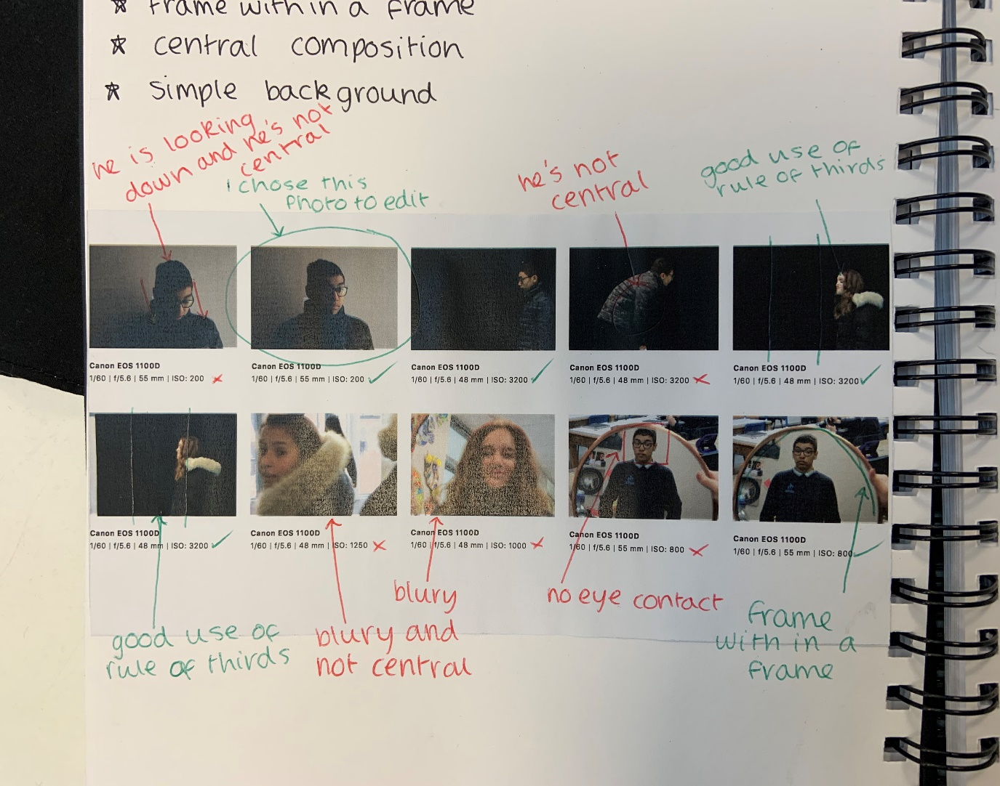 ☆ frame within a frame
☆ central composition
☆ simple background
he is looking
down and he's not
central
I chose this
photo to edit
he's not
central
good use of
rule of thirds
Canon EOS 1100D
1/60 | f/5.6 | 55 mm | ISO: 200
Canon EOS 1100D
1/60 | f/5.6 | 55 mm | ISO: 200
Canon EOS 1100D
1/60 | f/5.6 | 48 mm | ISO: 3200
Canon EOS 1100D
1/60 | f/5.6 | 48 mm | ISO: 3200
Canon EOS 1100D
1/60 | f/5.6 | 48 mm | ISO: 3200
Canon EOS 1100D
1/60 | f/5.6 | 48 mm | ISO: 3200
Canon EOS 1100D
1/60 | f/5.6 | 48 mm | ISO: 1250
Canon EOS 1100D
1/60 | f/5.6 | 48 mm | ISO: 1000
Canon EOS 1100D
1/60 | f/5.6 | 55 mm | ISO: 800
Canon EOS 1100D
1/60 | f/5.6 | 55 mm | ISO: 800
good use of
rule of thirds
blury and
not central
blury
no eye contact
frame
with in a
frame